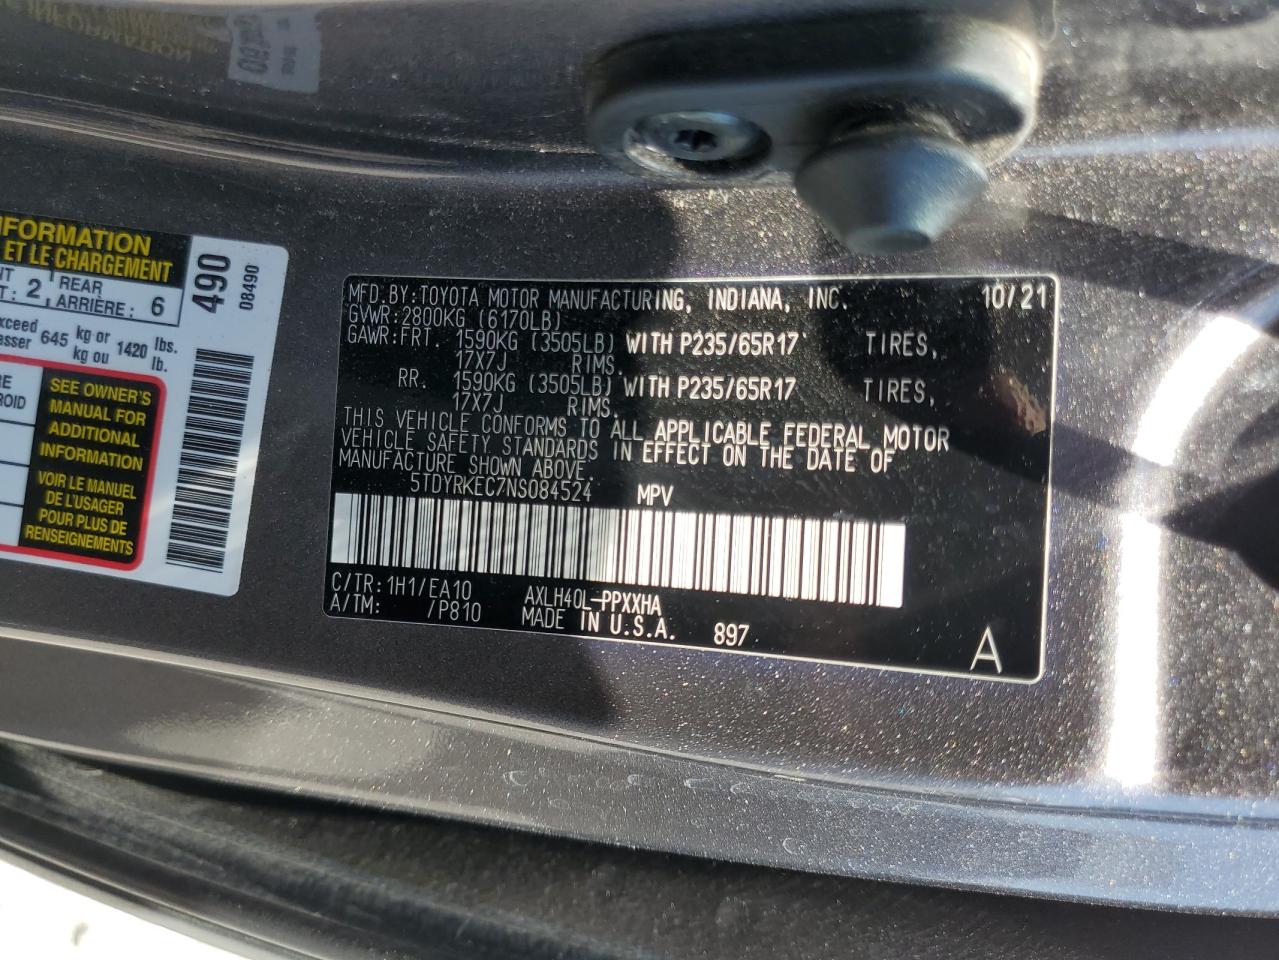 INFORMATION
ET LE CHARGEMENT
2 REAR
ARRIÈRE: 6
645 kg or 1420 lbs.
kg ou lb.
SEE OWNER'S
MANUAL FOR
ADDITIONAL
INFORMATION
VOIR LE MANUEL
DE L'USAGER
POUR PLUS DE
RENSEIGNEMENTS
490
08490
MFD. BY: TOYOTA MOTOR MANUFACTURING, INDIANA, INC. 10/21
GVWR: 2800KG (6170LB)
GAWR: FRT. 1590KG (3505LB) WITH P235/65R17 TIRES,
17X7J RIMS.
RR. 1590KG (3505LB) WITH P235/65R17 TIRES,
17X7J RIMS.
THIS VEHICLE CONFORMS TO ALL APPLICABLE FEDERAL MOTOR
VEHICLE SAFETY STANDARDS IN EFFECT ON THE DATE OF
MANUFACTURE SHOWN ABOVE.
5TDYRKEC7NS084524 MPV
C/TR: 1H1/EA10 AXLH40L-PPXXHA
A/TM: /P810 MADE IN U.S.A. 897
A